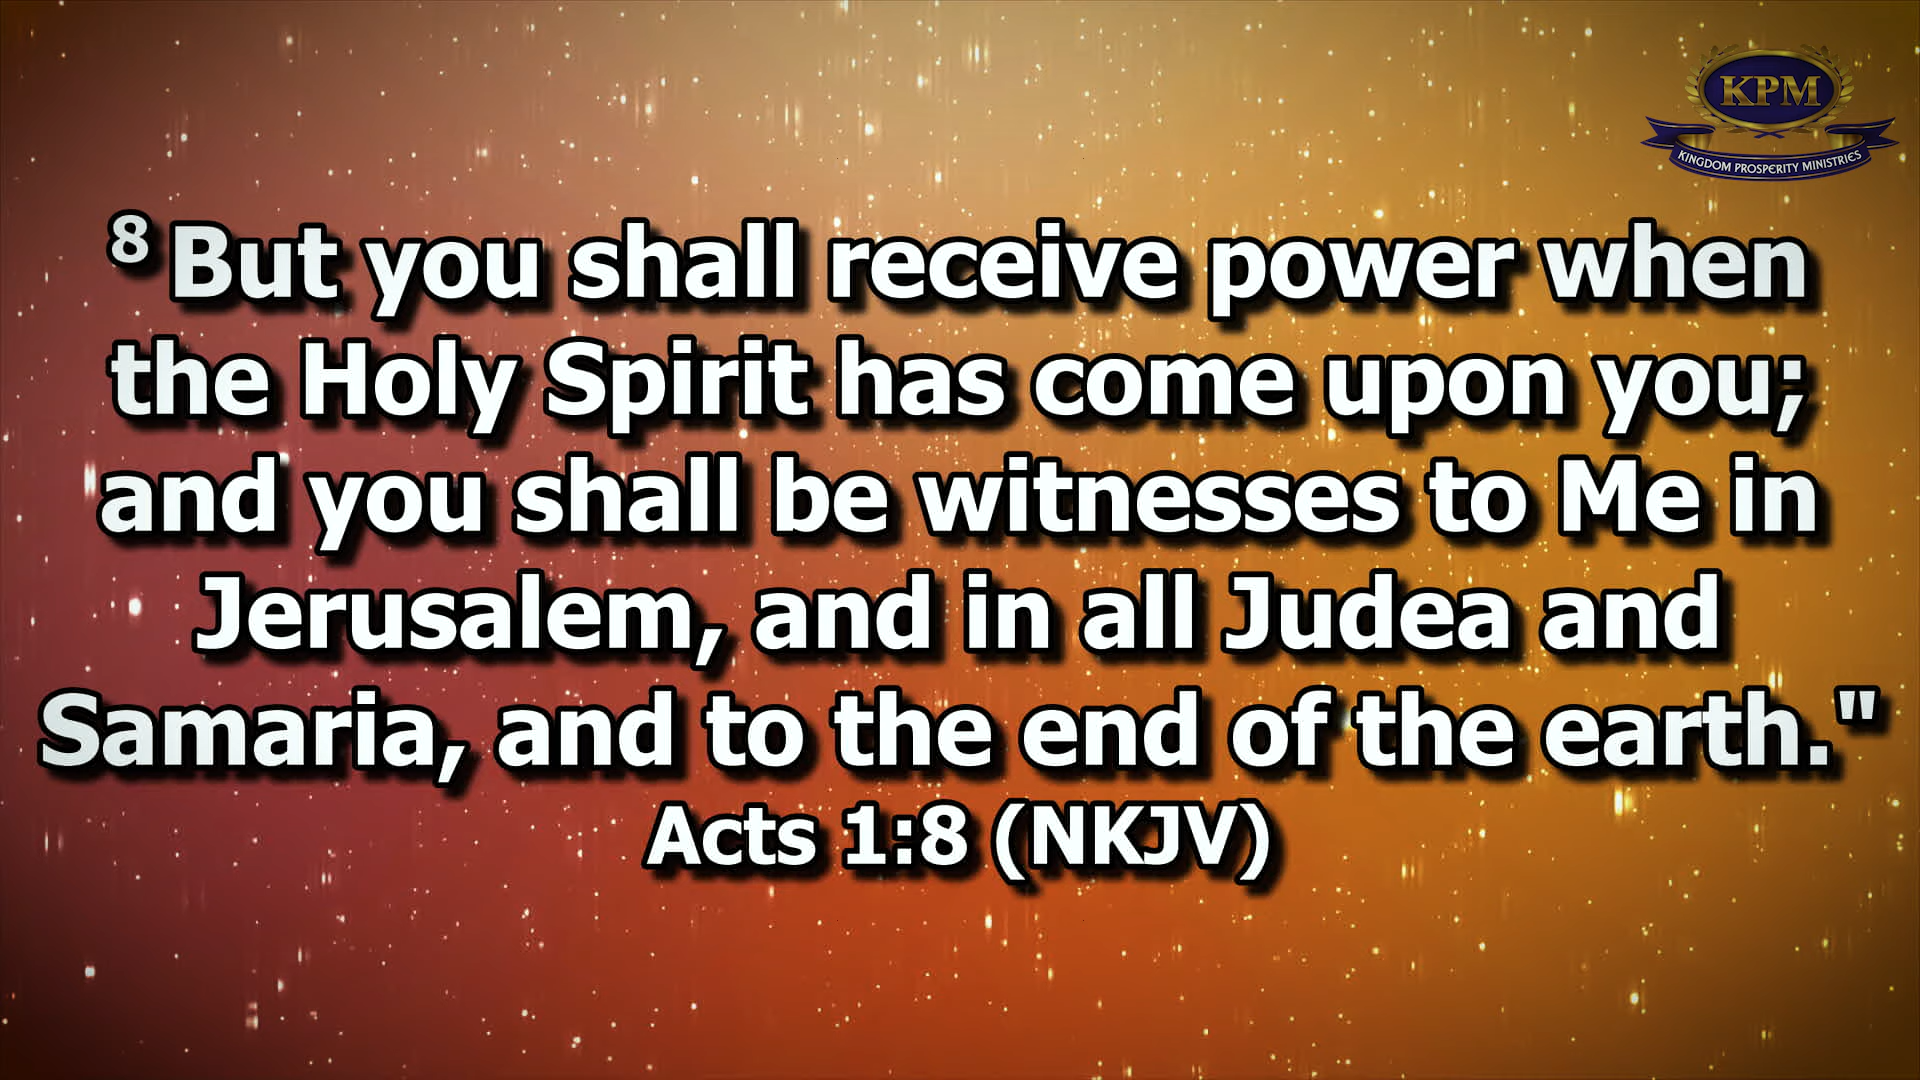 KPM
KINGDOM PROSPERITY MINISTRIES
8 But you shall receive power when
the Holy Spirit has come upon you;
and you shall be witnesses to Me in
Jerusalem, and in all Judea and
Samaria, and to the end of the earth."
Acts 1:8 (NKJV)